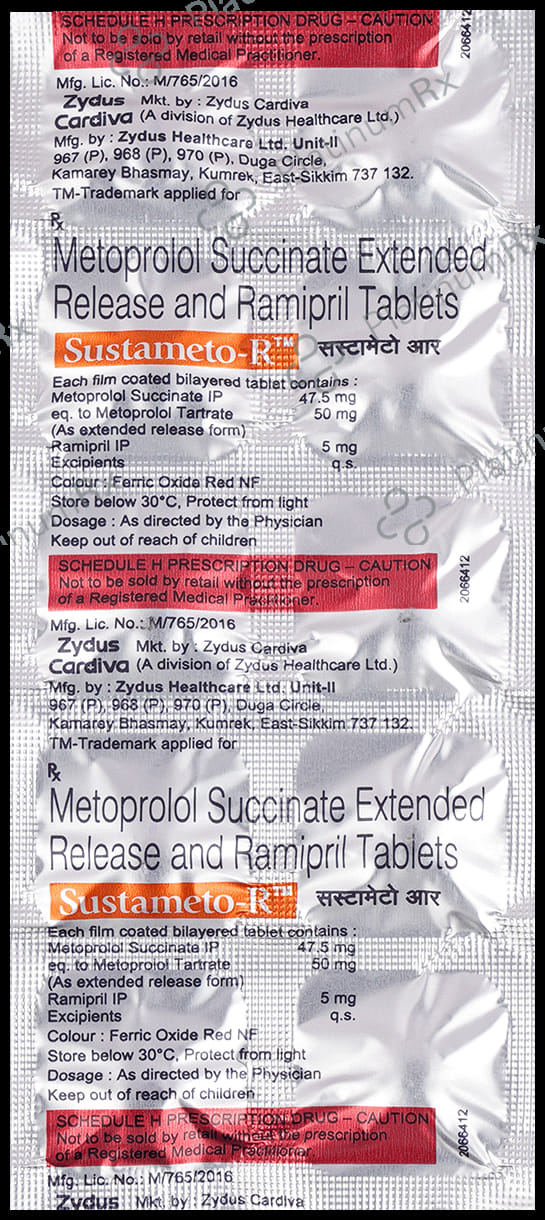 SCHEDULE H PRESCRIPTION DRUG – CAUTION
Not to be sold by retail without the prescription
of a Registered Medical Practitioner.
2066412
Mfg. Lic. No.: M/765/2016
Zydus Mkt. by : Zydus Cardiva
Cardiva (A division of Zydus Healthcare Ltd.)
Mfg. by : Zydus Healthcare Ltd. Unit-II
967 (P), 968 (P), 970 (P), Duga Circle,
Kamarey Bhasmay, Kumrek, East-Sikkim 737 132.
TM-Trademark applied for
Rx
Metoprolol Succinate Extended
Release and Ramipril Tablets
Sustameto-R™ सस्टामेटो आर
Each film coated bilayered tablet contains :
Metoprolol Succinate IP 47.5 mg
eq. to Metoprolol Tartrate 50 mg
(As extended release form)
Ramipril IP 5 mg
Excipients q.s.
Colour : Ferric Oxide Red NF
Store below 30°C, Protect from light
Dosage : As directed by the Physician
Keep out of reach of children
SCHEDULE H PRESCRIPTION DRUG – CAUTION
Not to be sold by retail without the prescription
of a Registered Medical Practitioner.
2066412
Mfg. Lic. No.: M/765/2016
Zydus Mkt. by : Zydus Cardiva
Cardiva (A division of Zydus Healthcare Ltd.)
Mfg. by : Zydus Healthcare Ltd. Unit-II
967 (P), 968 (P), 970 (P), Duga Circle,
Kamarey Bhasmay, Kumrek, East-Sikkim 737 132.
TM-Trademark applied for
Rx
Metoprolol Succinate Extended
Release and Ramipril Tablets
Sustameto-R™ सस्टामेटो आर
Each film coated bilayered tablet contains :
Metoprolol Succinate IP 47.5 mg
eq. to Metoprolol Tartrate 50 mg
(As extended release form)
Ramipril IP 5 mg
Excipients q.s.
Colour : Ferric Oxide Red NF
Store below 30°C, Protect from light
Dosage : As directed by the Physician
Keep out of reach of children
SCHEDULE H PRESCRIPTION DRUG – CAUTION
Not to be sold by retail without the prescription
of a Registered Medical Practitioner.
2066412
Mfg. Lic. No.: M/765/2016
Zydus Mkt. by : Zydus Cardiva
PlatinumRx
PlatinumRx